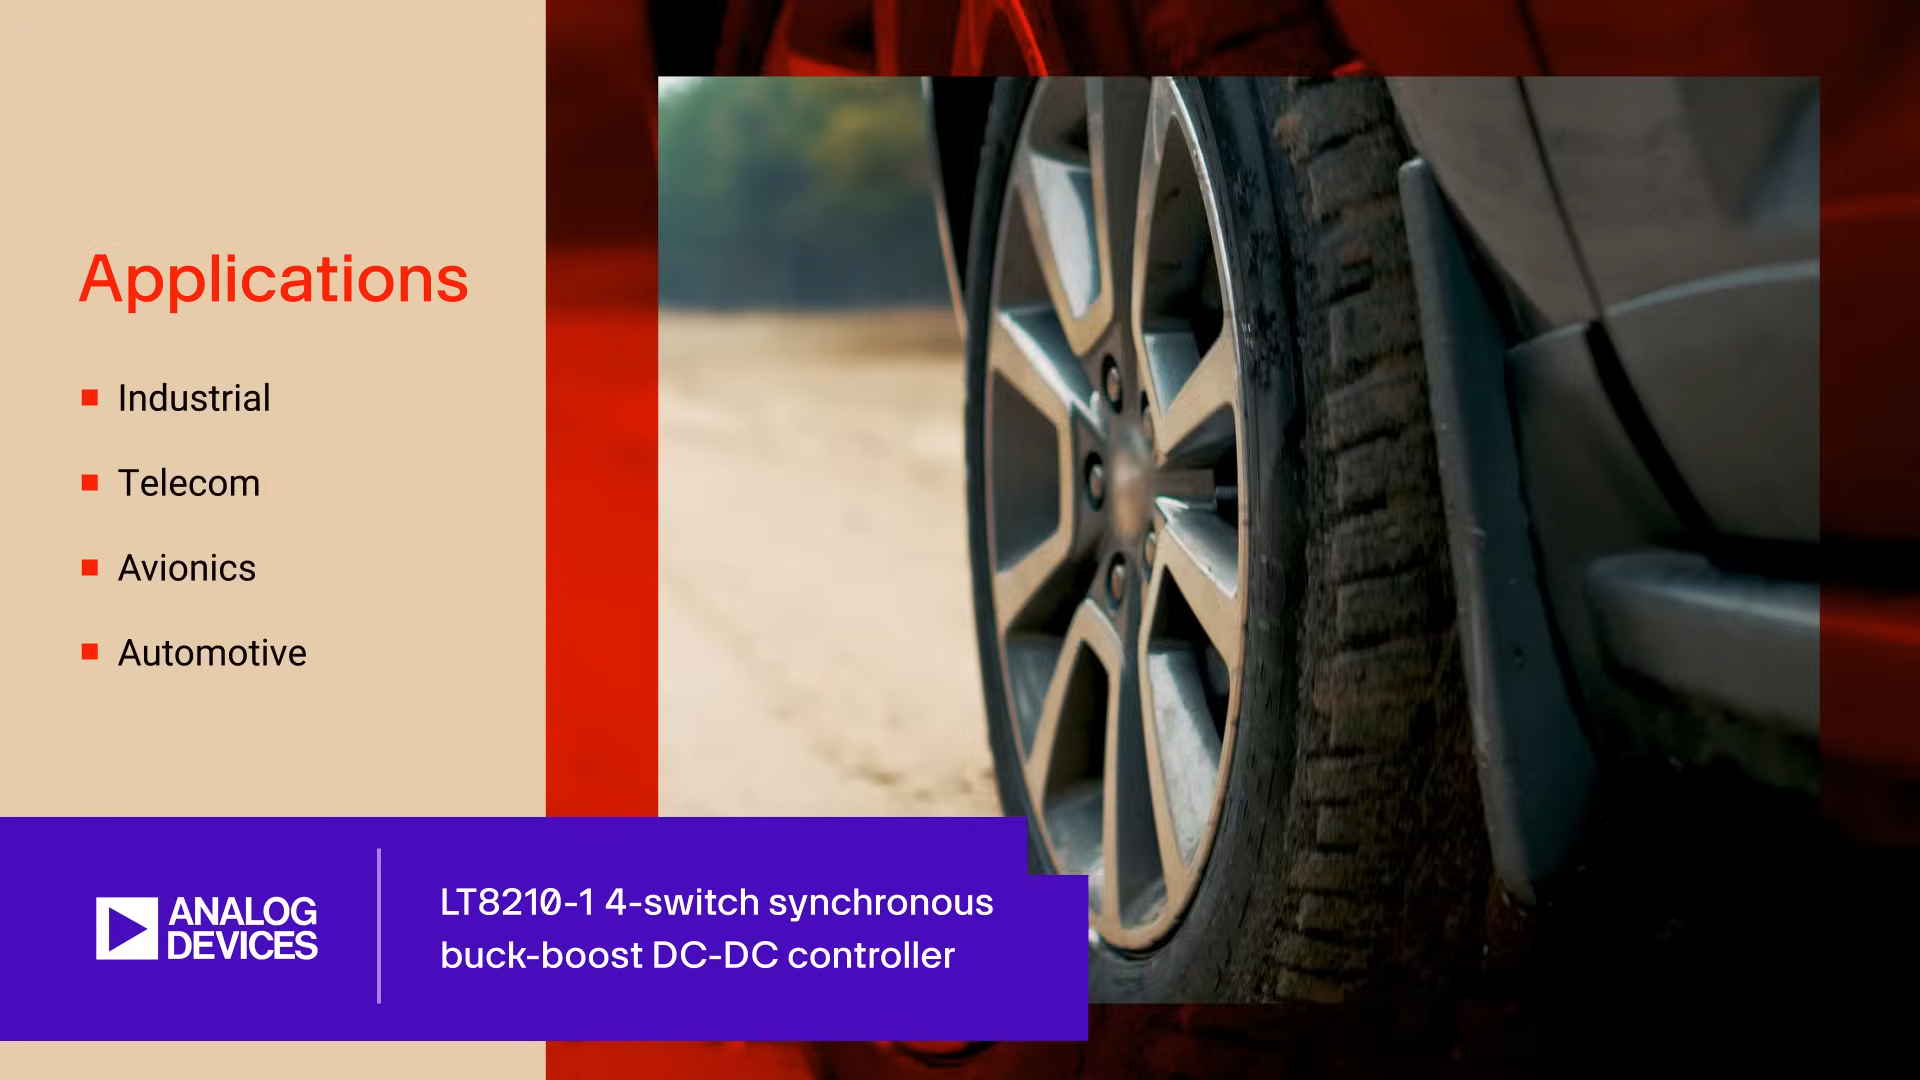 Applications
Industrial
Telecom
Avionics
Automotive
ANALOG
DEVICES
LT8210-1 4-switch synchronous
buck-boost DC-DC controller